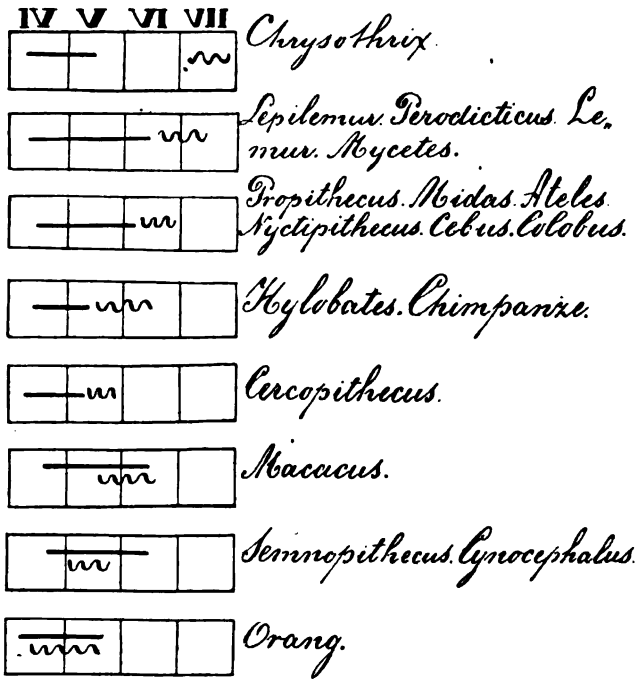 IV V VI VII
Chrysothrix.
Lepilemur. Perodicticus. Le„
mur. Mycetes.
Propithecus. Midas. Ateles.
Nyctipithecus. Cebus. Colobus.
Hylobates. Chimpanze.
Cercopithecus.
Macacus.
Semnopithecus. Cynocephalus.
Orang.